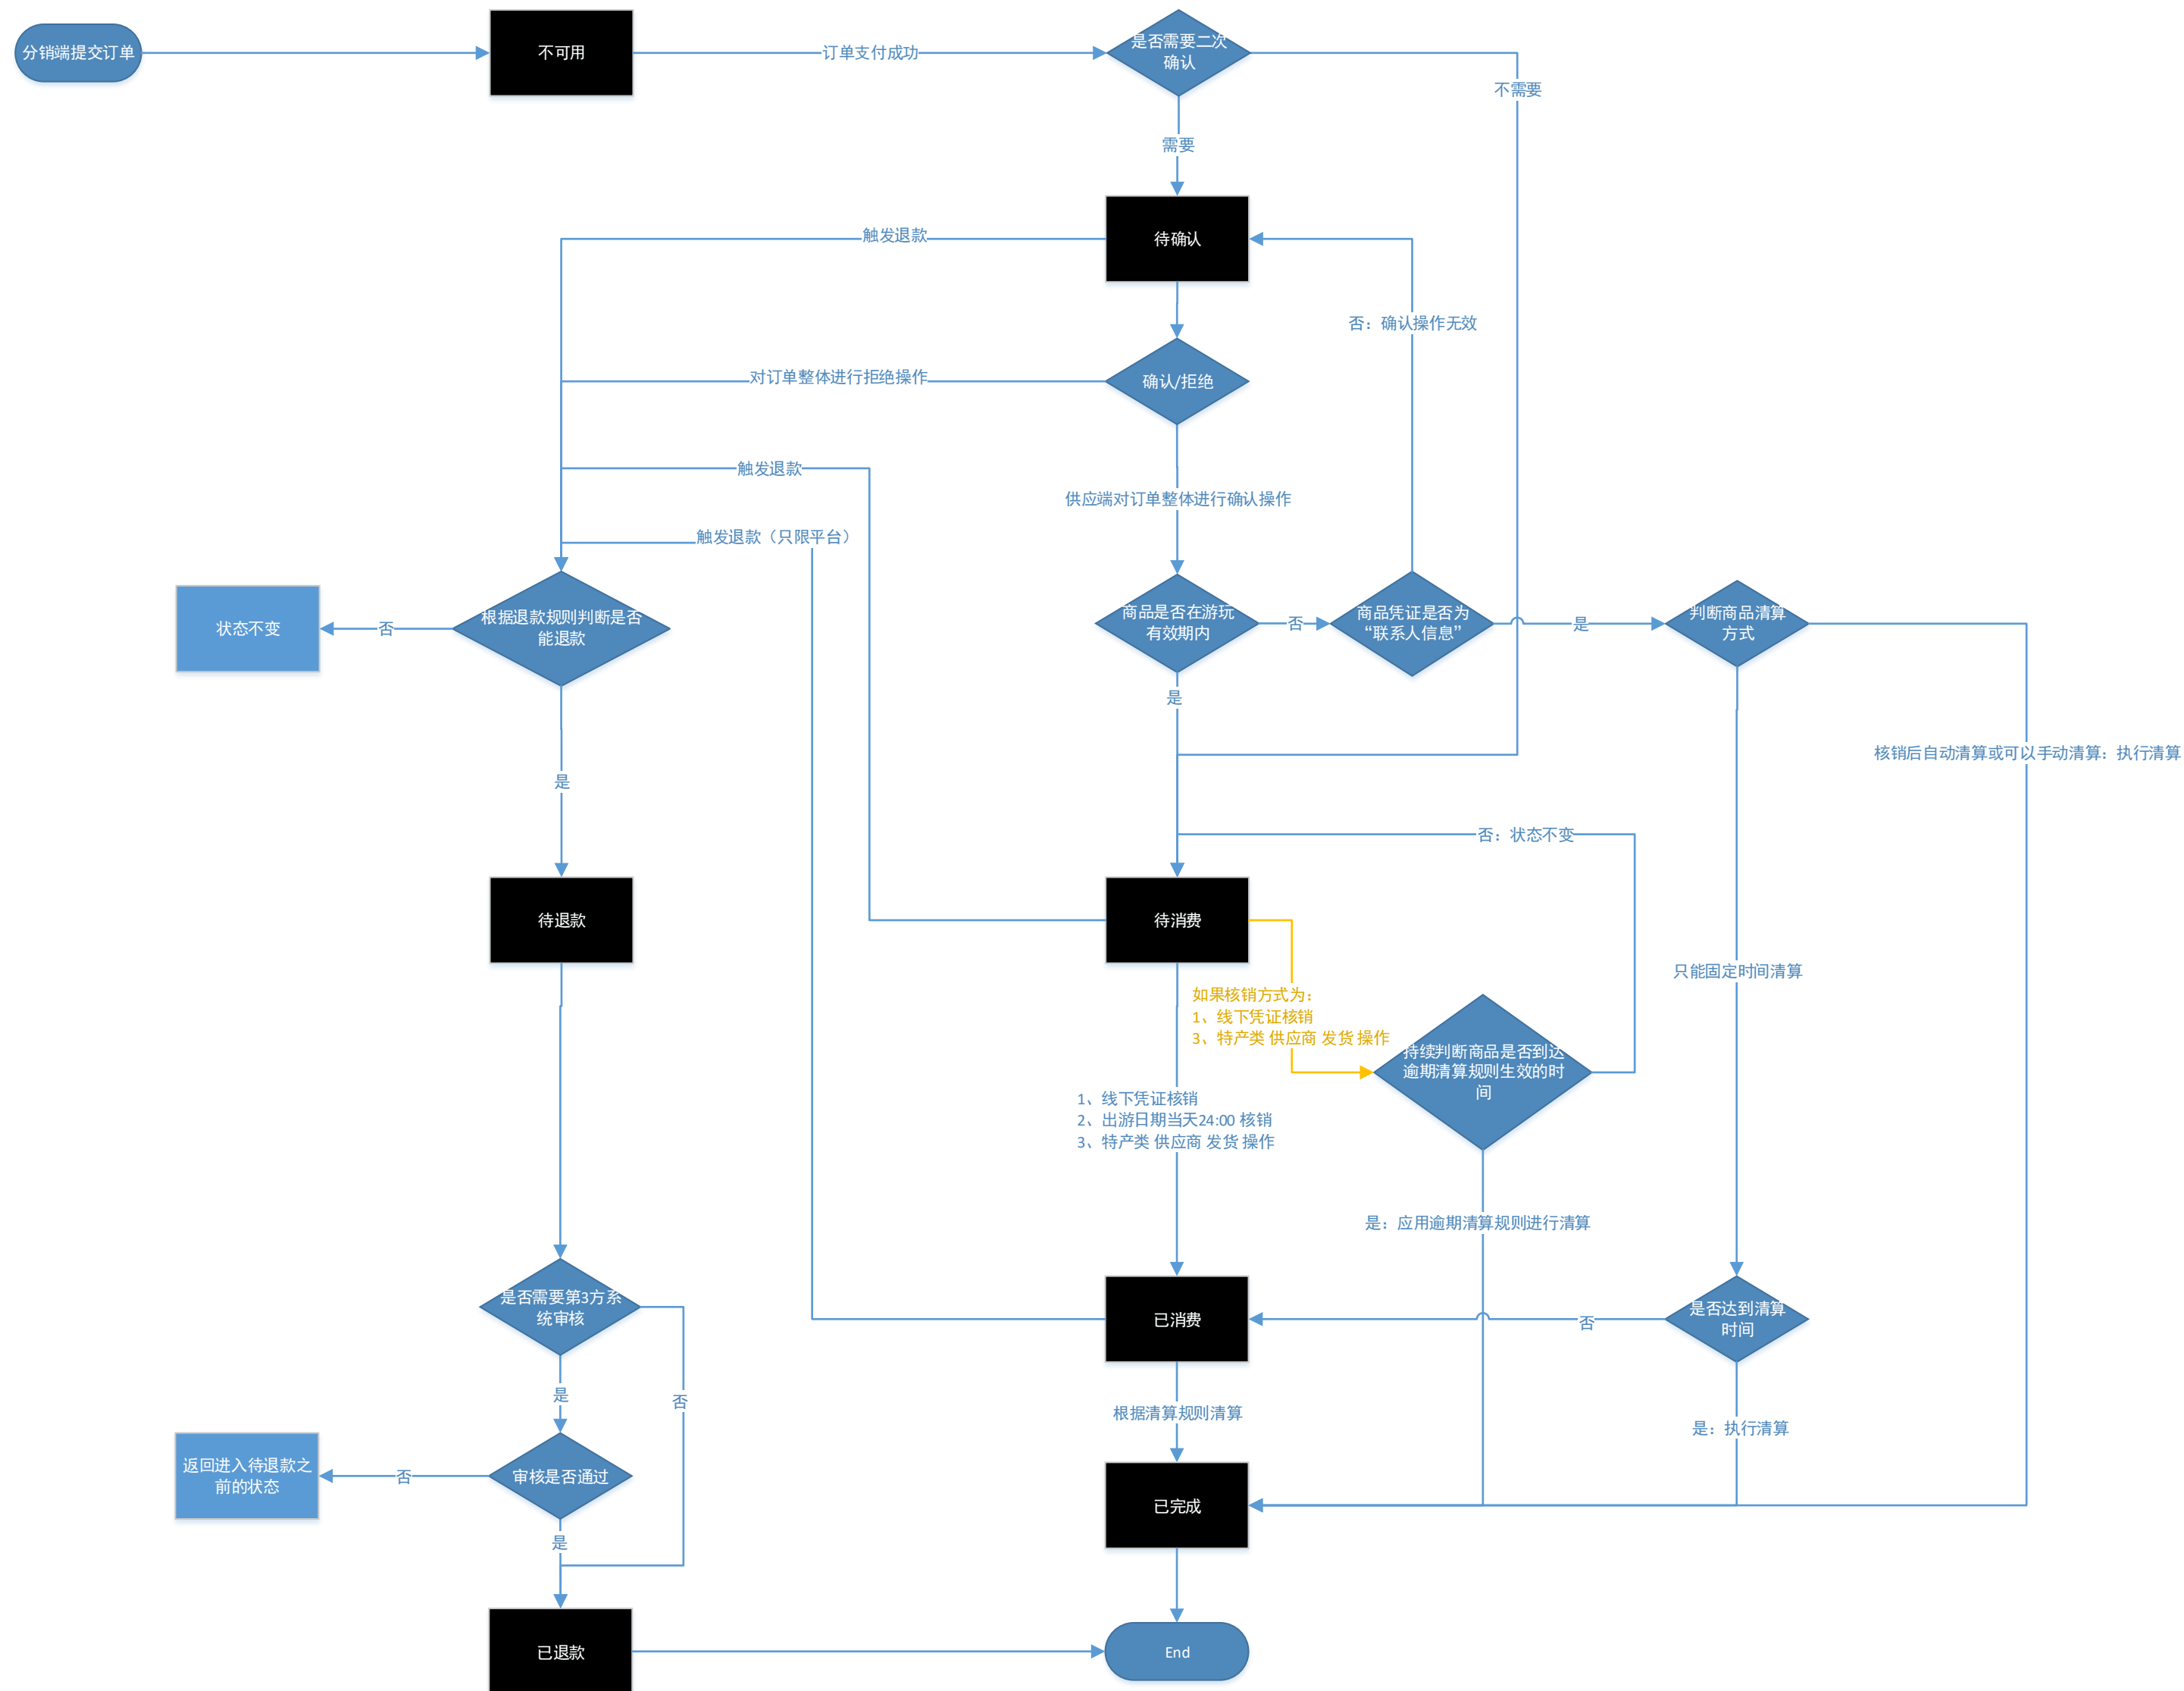 分销端提交订单
不可用
订单支付成功
是否需要二次
确认
不需要
需要
触发退款
待确认
否：确认操作无效
对订单整体进行拒绝操作
确认/拒绝
触发退款
供应端对订单整体进行确认操作
触发退款（只限平台）
状态不变
否
根据退款规则判断是否
能退款
商品是否在游玩
有效期内
否
商品凭证是否为
“联系人信息”
是
判断商品清算
方式
是
核销后自动清算或可以手动清算：执行清算
是
否：状态不变
待退款
待消费
只能固定时间清算
如果核销方式为：
1、线下凭证核销
3、特产类 供应商 发货 操作
持续判断商品是否到达
逾期清算规则生效的时
间
1、线下凭证核销
2、出游日期当天24:00 核销
3、特产类 供应商 发货 操作
是：应用逾期清算规则进行清算
是否需要第3方系
统审核
已消费
否
是否达到清算
时间
是
否
根据清算规则清算
是：执行清算
返回进入待退款之
前的状态
否
审核是否通过
已完成
是
已退款
End